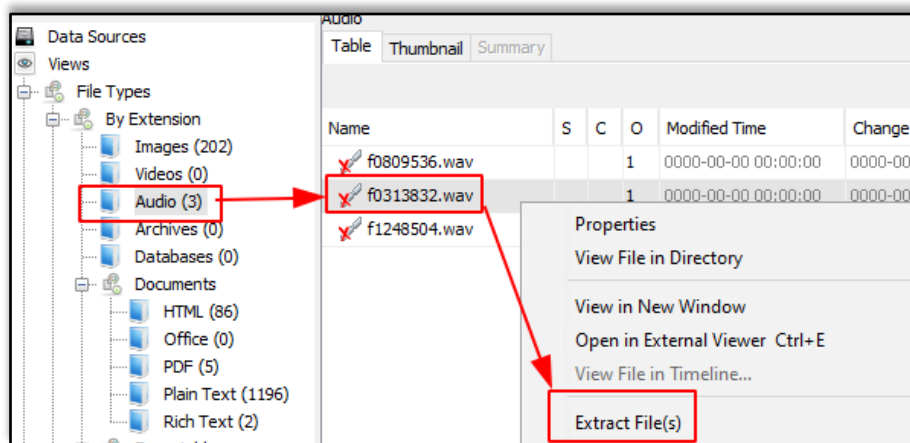 Data Sources
Views
File Types
By Extension
Images (202)
Videos (0)
Audio (3)
Archives (0)
Databases (0)
Documents
HTML (86)
Office (0)
PDF (5)
Plain Text (1196)
Rich Text (2)
Audio
Table Thumbnail Summary
Name S C O Modified Time Change
f0809536.wav 1 0000-00-00 00:00:00 0000-00
f0313832.wav 1 0000-00-00 00:00:00 0000-00
f1248504.wav
Properties
View File in Directory
View in New Window
Open in External Viewer Ctrl+E
View File in Timeline...
Extract File(s)